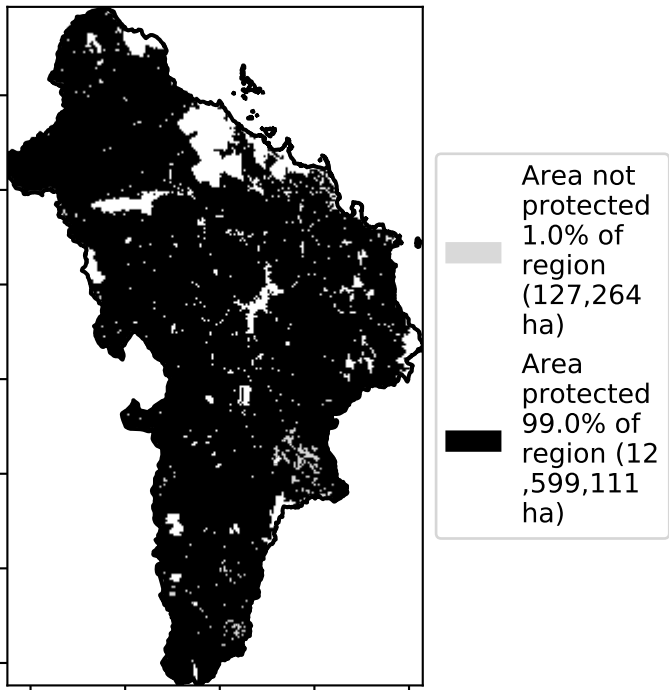 Area not
protected
1.0% of
region
(127,264
ha)
Area
protected
99.0% of
region (12
,599,111
ha)